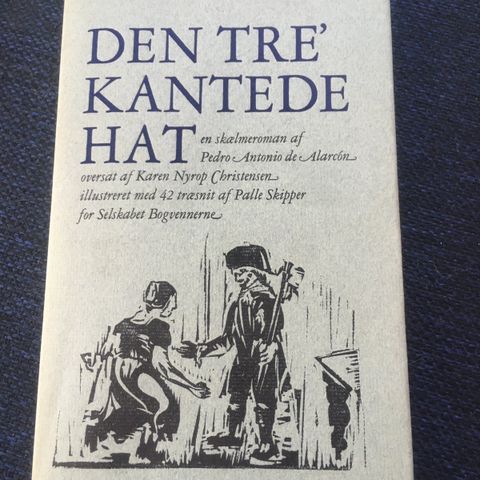 DEN TRE’
KANTEDE
HAT en skælmeroman af
Pedro Antonio de Alarcón
oversat af Karen Nyrop Christensen
illustreret med 42 træsnit af Palle Skipper
for Selskabet Bogvennerne